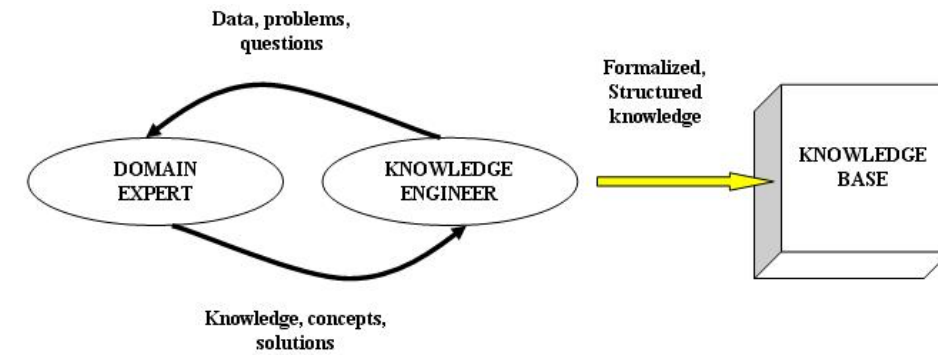 Data, problems,
questions
Formalized,
Structured
knowledge
DOMAIN
EXPERT
KNOWLEDGE
ENGINEER
KNOWLEDGE
BASE
Knowledge, concepts,
solutions